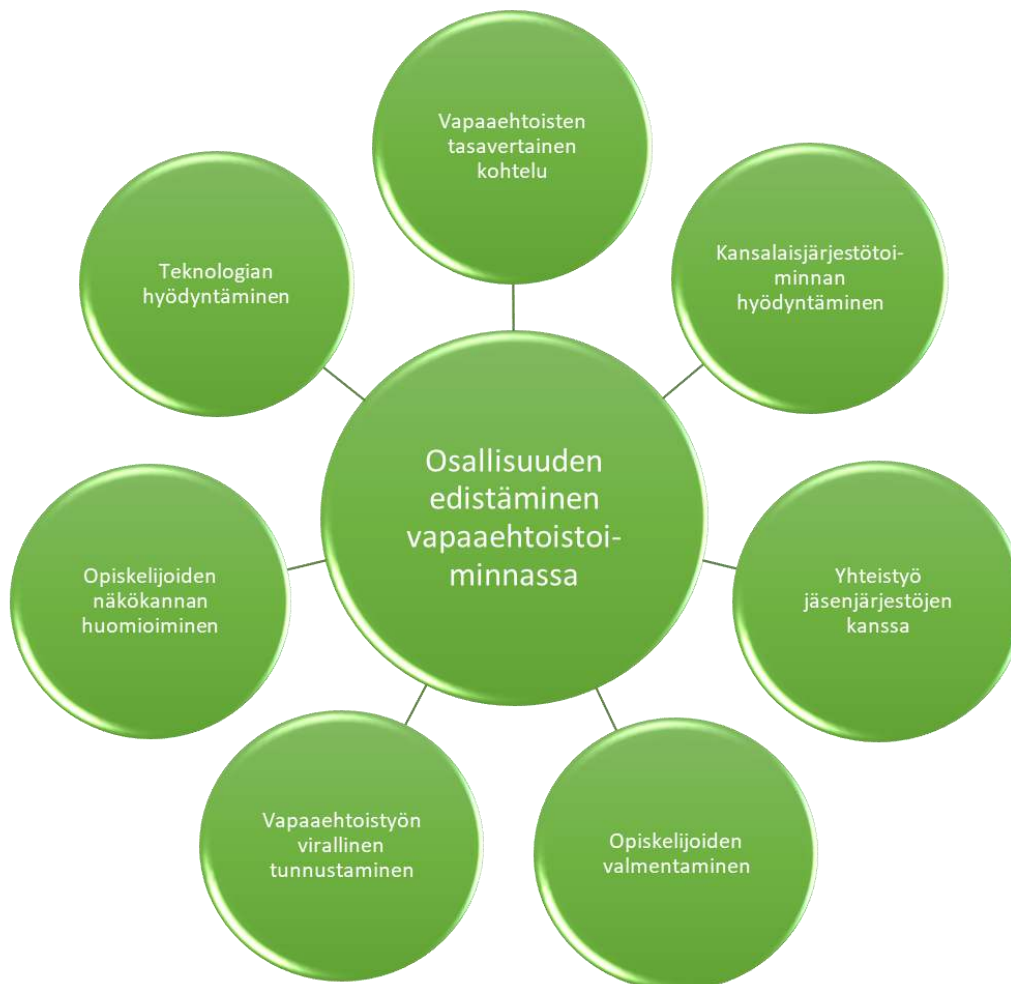 Vapaaehtoisten
tasavertainen
kohtelu
Kansalaisjärjestötoi-
minnan
hyödyntäminen
Yhteistyö
jäsenjärjestöjen
kanssa
Opiskelijoiden
valmentaminen
Vapaaehtoistyön
virallinen
tunnustaminen
Opiskelijoiden
näkökannan
huomioiminen
Teknologian
hyödyntäminen
Osallisuuden
edistäminen
vapaaehtoistoi-
minnassa